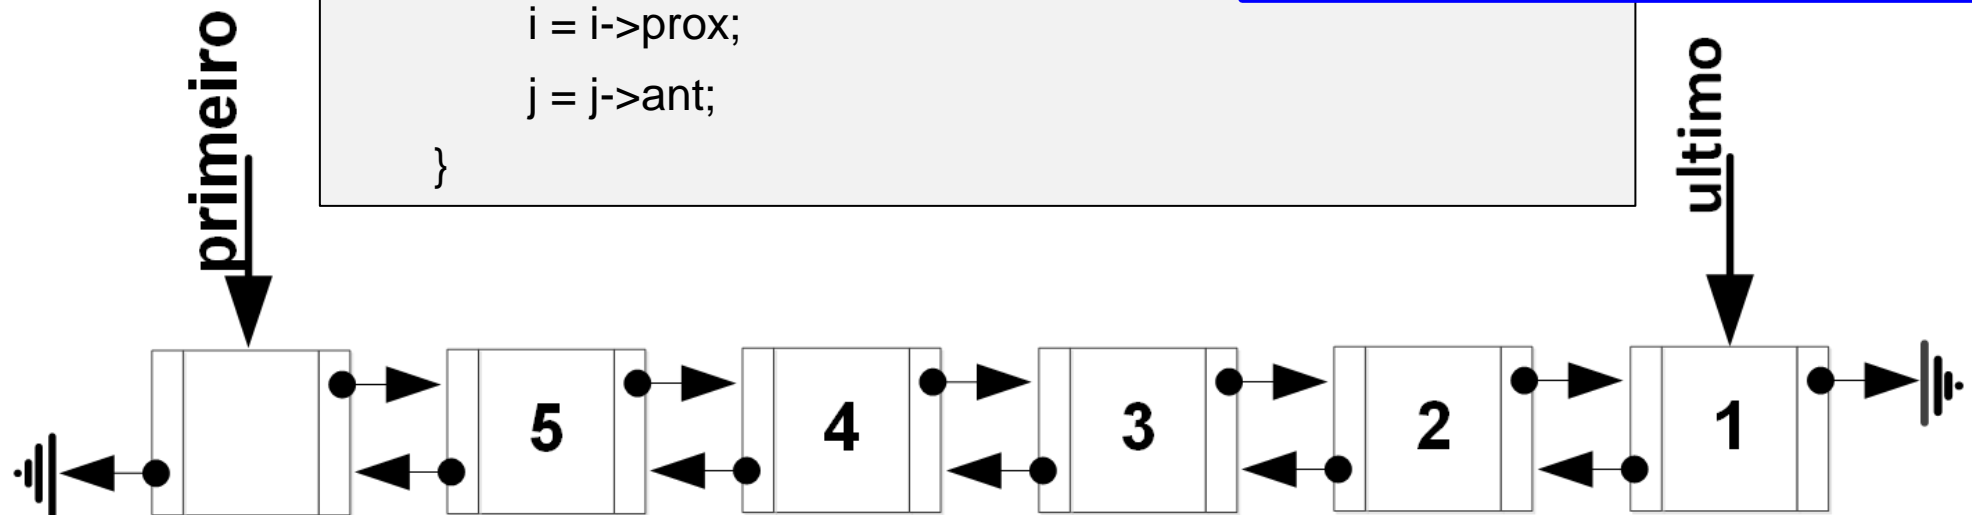 primeiro
i = i->prox;
j = j->ant;
}
ultimo
5
4
3
2
1